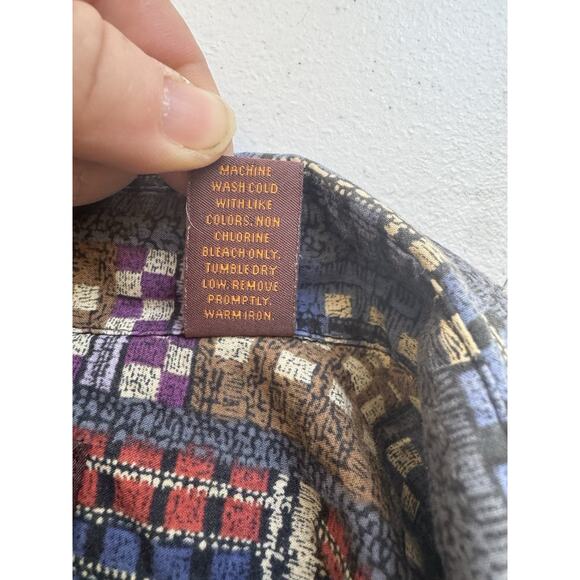 MACHINE
WASH COLD
WITH LIKE
COLORS. NON
CHLORINE
BLEACH ONLY.
TUMBLE DRY
LOW. REMOVE
PROMPTLY.
WARM IRON.